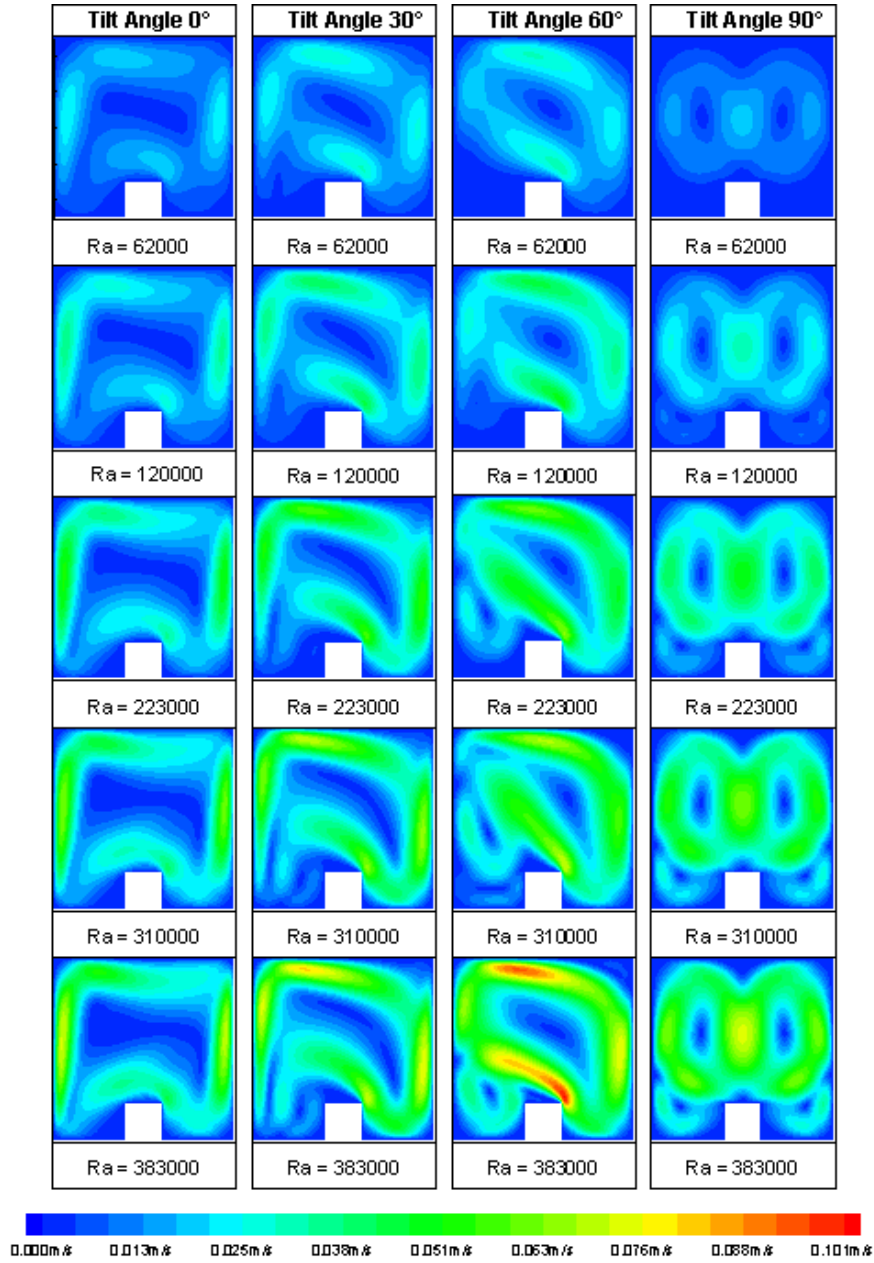 Tilt Angle 0° Tilt Angle 30° Tilt Angle 60° Tilt Angle 90°
Ra = 62000 Ra = 62000 Ra = 62000 Ra = 62000
Ra = 120000 Ra = 120000 Ra = 120000 Ra = 120000
Ra = 223000 Ra = 223000 Ra = 223000 Ra = 223000
Ra = 310000 Ra = 310000 Ra = 310000 Ra = 310000
Ra = 383000 Ra = 383000 Ra = 383000 Ra = 383000
0.000m/s 0.013m/s 0.025m/s 0.038m/s 0.051m/s 0.063m/s 0.076m/s 0.088m/s 0.101m/s